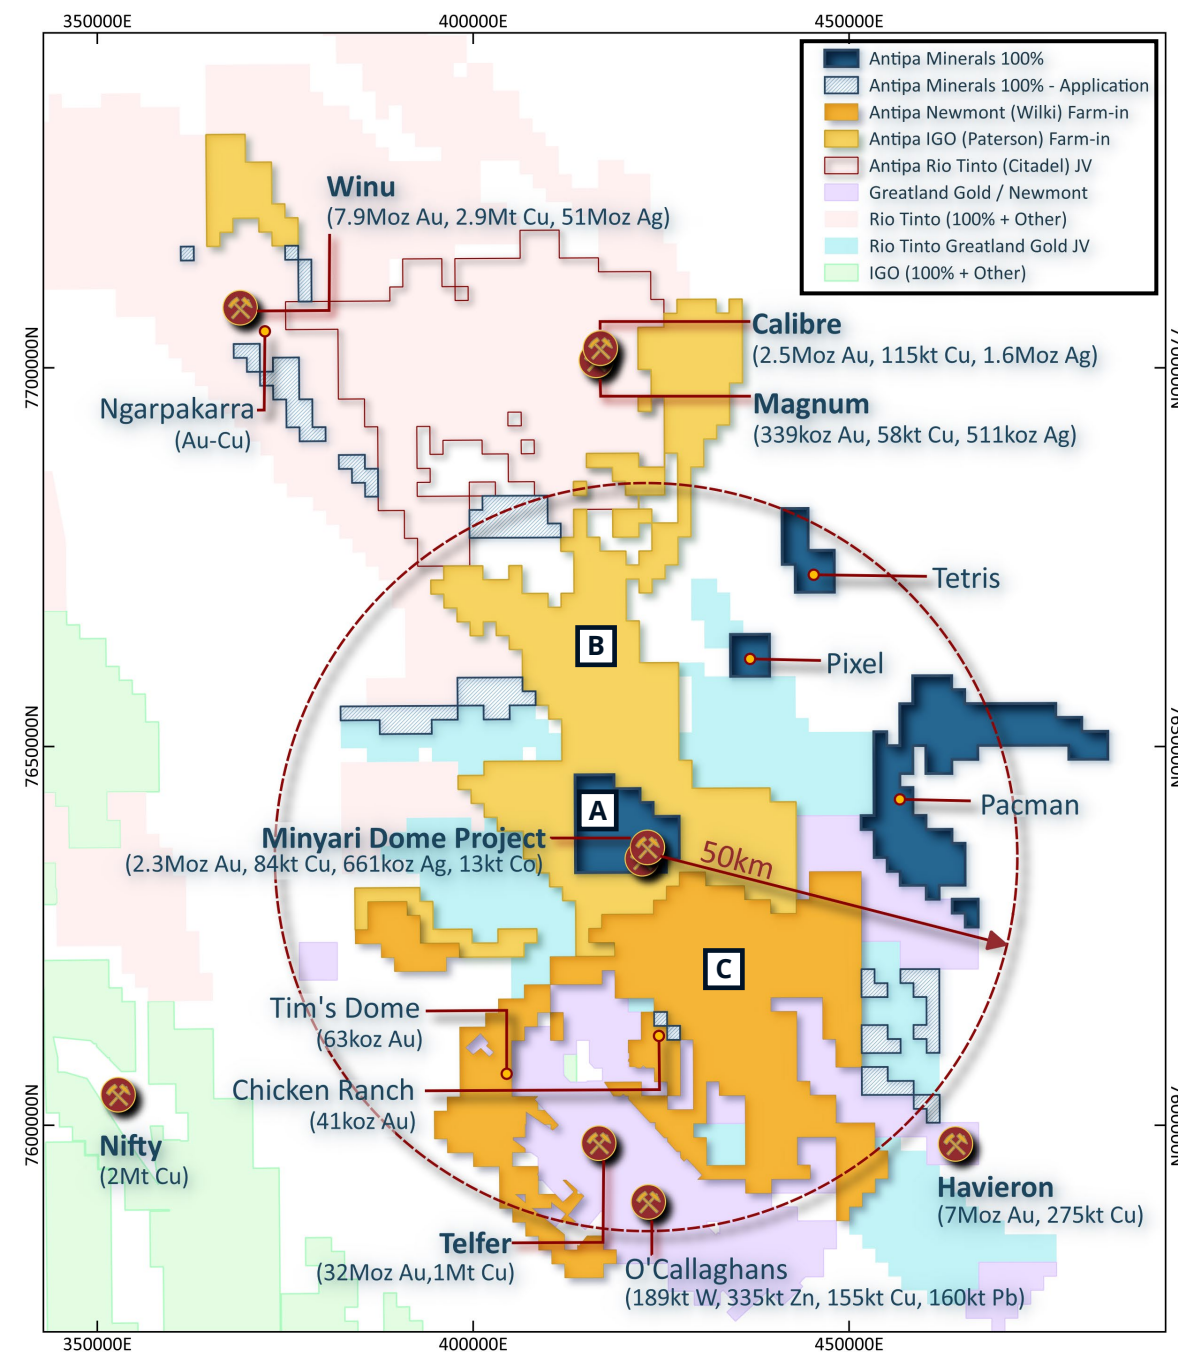 350000E
400000E
450000E
Antipa Minerals 100%
Antipa Minerals 100% - Application
Antipa Newmont (Wilki) Farm-in
Antipa IGO (Paterson) Farm-in
Antipa Rio Tinto (Citadel) JV
Greatland Gold / Newmont
Rio Tinto (100% + Other)
Rio Tinto Greatland Gold JV
IGO (100% + Other)
Winu
(7.9Moz Au, 2.9Mt Cu, 51Moz Ag)
Calibre
(2.5Moz Au, 115kt Cu, 1.6Moz Ag)
7700000N
Magnum
(339koz Au, 58kt Cu, 511koz Ag)
Ngarpakarra
(Au-Cu)
Tetris
B
Pixel
7650000N
Pacman
A
Minyari Dome Project
(2.3Moz Au, 84kt Cu, 661koz Ag, 13kt Co)
50km
C
Tim's Dome
(63koz Au)
Chicken Ranch
(41koz Au)
7600000N
Nifty
(2Mt Cu)
Havieron
(7Moz Au, 275kt Cu)
Telfer
(32Moz Au,1Mt Cu)
O'Callaghans
(189kt W, 335kt Zn, 155kt Cu, 160kt Pb)
350000E
400000E
450000E